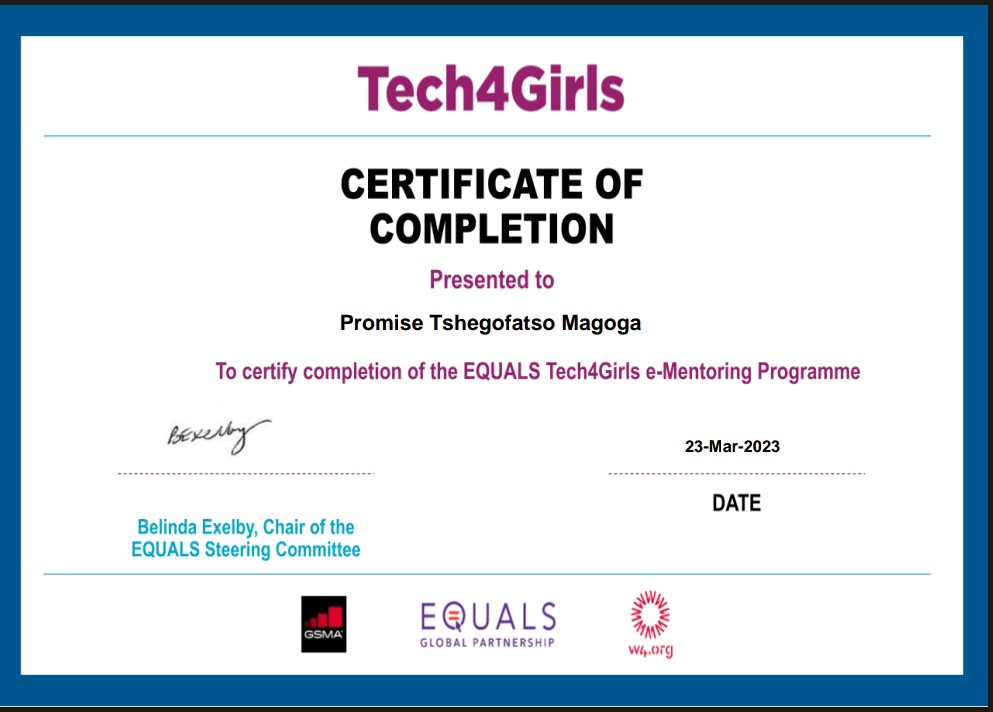 Tech4Girls
CERTIFICATE OF
COMPLETION
Presented to
Promise Tshegofatso Magoga
To certify completion of the EQUALS Tech4Girls e-Mentoring Programme
BExelby
23-Mar-2023
DATE
Belinda Exelby, Chair of the
EQUALS Steering Committee
GSMA
EQUALS
GLOBAL PARTNERSHIP
w4.org